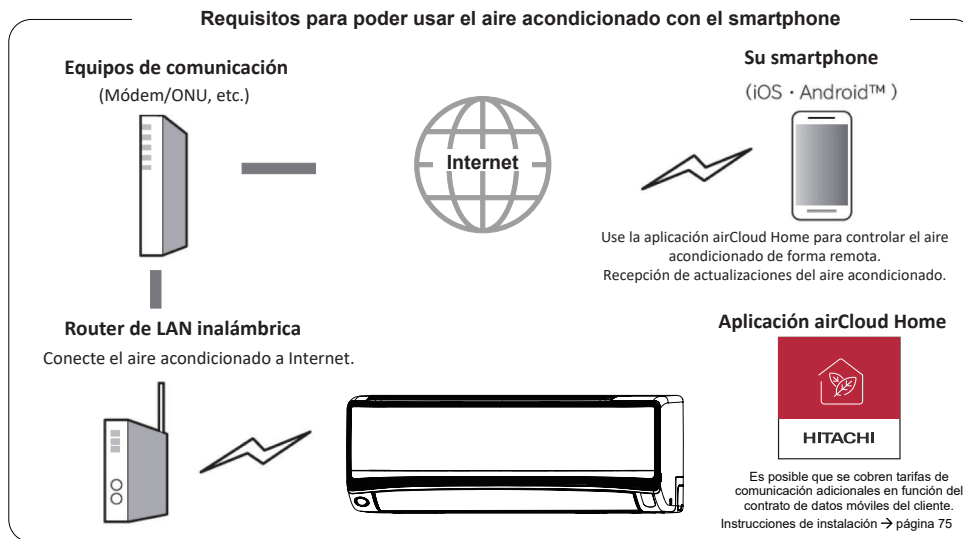 Requisitos para poder usar el aire acondicionado con el smartphone
Equipos de comunicación
(Módem/ONU, etc.)
Internet
Su smartphone
(iOS・Android™)
Use la aplicación airCloud Home para controlar el aire
acondicionado de forma remota.
Recepción de actualizaciones del aire acondicionado.
Router de LAN inalámbrica
Conecte el aire acondicionado a Internet.
Aplicación airCloud Home
HITACHI
Es posible que se cobren tarifas de
comunicación adicionales en función del
contrato de datos móviles del cliente.
Instrucciones de instalación → página 75